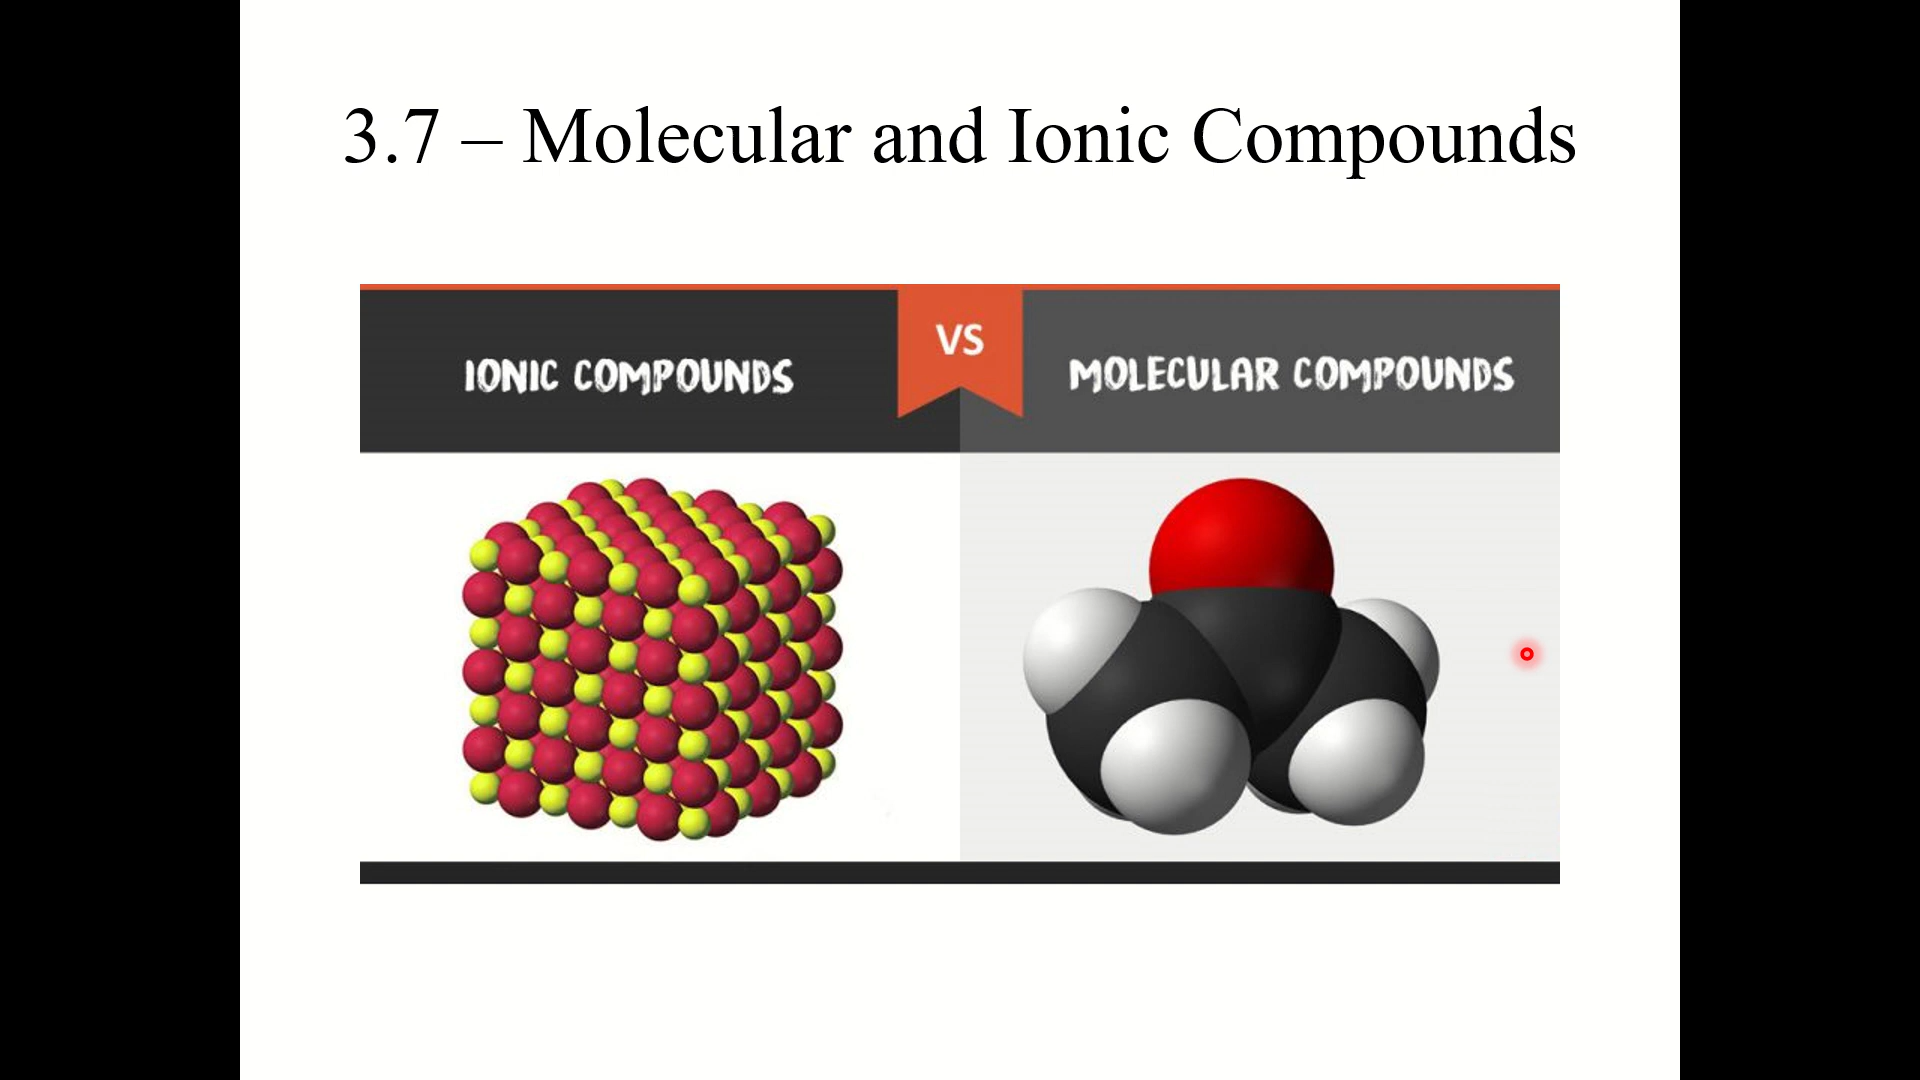 3.7 – Molecular and Ionic Compounds
IONIC COMPOUNDS
VS
MOLECULAR COMPOUNDS